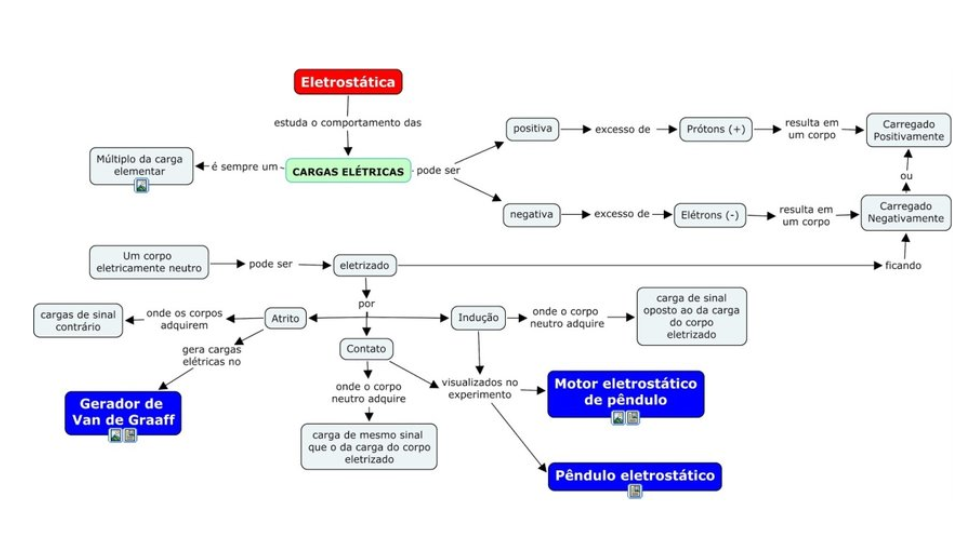 Eletrostática
estuda o comportamento das
Múltiplo da carga
elementar
é sempre um
CARGAS ELÉTRICAS
pode ser
positiva
excesso de
Prótons (+)
resulta em
um corpo
Carregado
Positivamente
ou
negativa
excesso de
Elétrons (-)
resulta em
um corpo
Carregado
Negativamente
Um corpo
eletricamente neutro
pode ser
eletrizado
ficando
por
cargas de sinal
contrário
onde os corpos
adquirem
Atrito
Indução
onde o corpo
neutro adquire
carga de sinal
oposto ao da carga
do corpo
eletrizado
gera cargas
elétricas no
Contato
Gerador de
Van de Graaff
onde o corpo
neutro adquire
visualizados no
experimento
Motor eletrostático
de pêndulo
carga de mesmo sinal
que o da carga do corpo
eletrizado
Pêndulo eletrostático